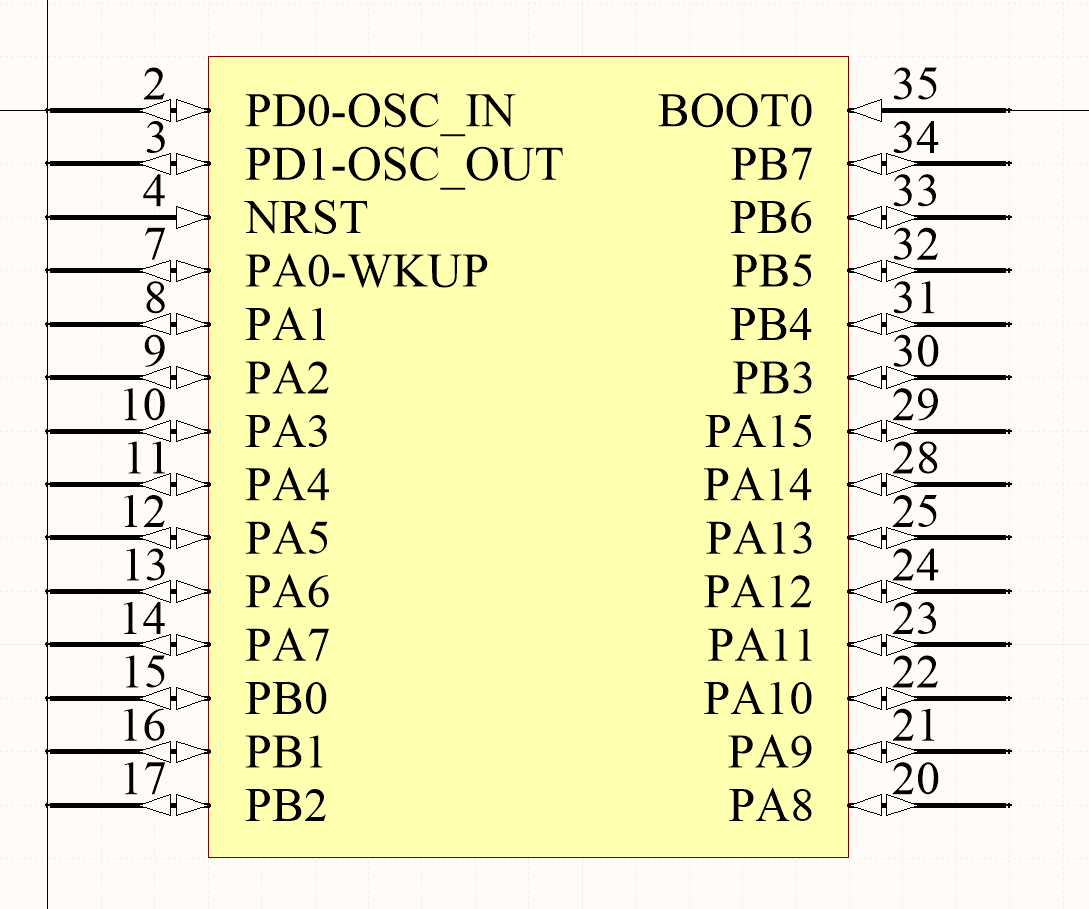 2 PD0-OSC_IN BOOT0 35
3 PD1-OSC_OUT PB7 34
4 NRST PB6 33
7 PA0-WKUP PB5 32
8 PA1 PB4 31
9 PA2 PB3 30
10 PA3 PA15 29
11 PA4 PA14 28
12 PA5 PA13 25
13 PA6 PA12 24
14 PA7 PA11 23
15 PB0 PA10 22
16 PB1 PA9 21
17 PB2 PA8 20